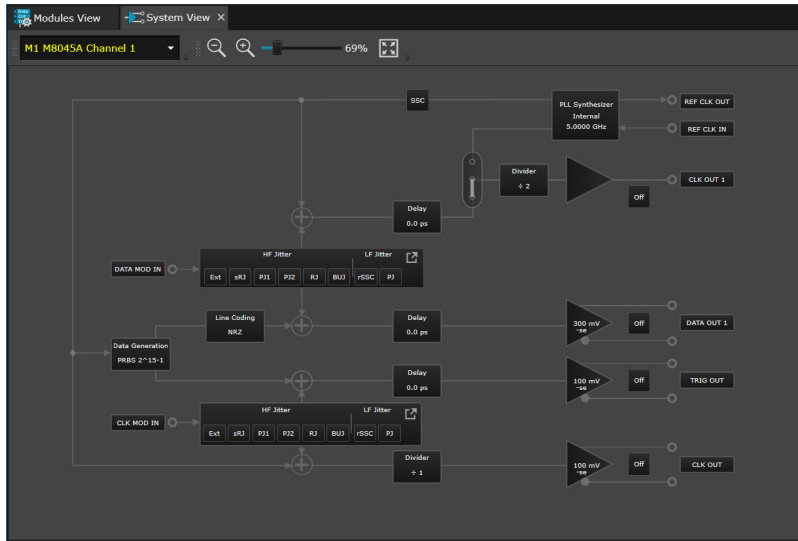 Modules View
System View ×
M1 M8045A Channel 1
69%
SSC
PLL Synthesizer
Internal
5.0000 GHz
REF CLK OUT
REF CLK IN
Divider
÷ 2
Off
CLK OUT 1
Delay
0.0 ps
DATA MOD IN
HF Jitter
LF Jitter
Ext sRJ PJ1 PJ2 RJ BUJ rSSC PJ
Line Coding
NRZ
Delay
0.0 ps
300 mV
-se
Off
DATA OUT 1
Data Generation
PRBS 2^15-1
Delay
0.0 ps
100 mV
-se
Off
TRIG OUT
CLK MOD IN
HF Jitter
LF Jitter
Ext sRJ PJ1 PJ2 RJ BUJ rSSC PJ
Divider
÷ 1
100 mV
-se
Off
CLK OUT